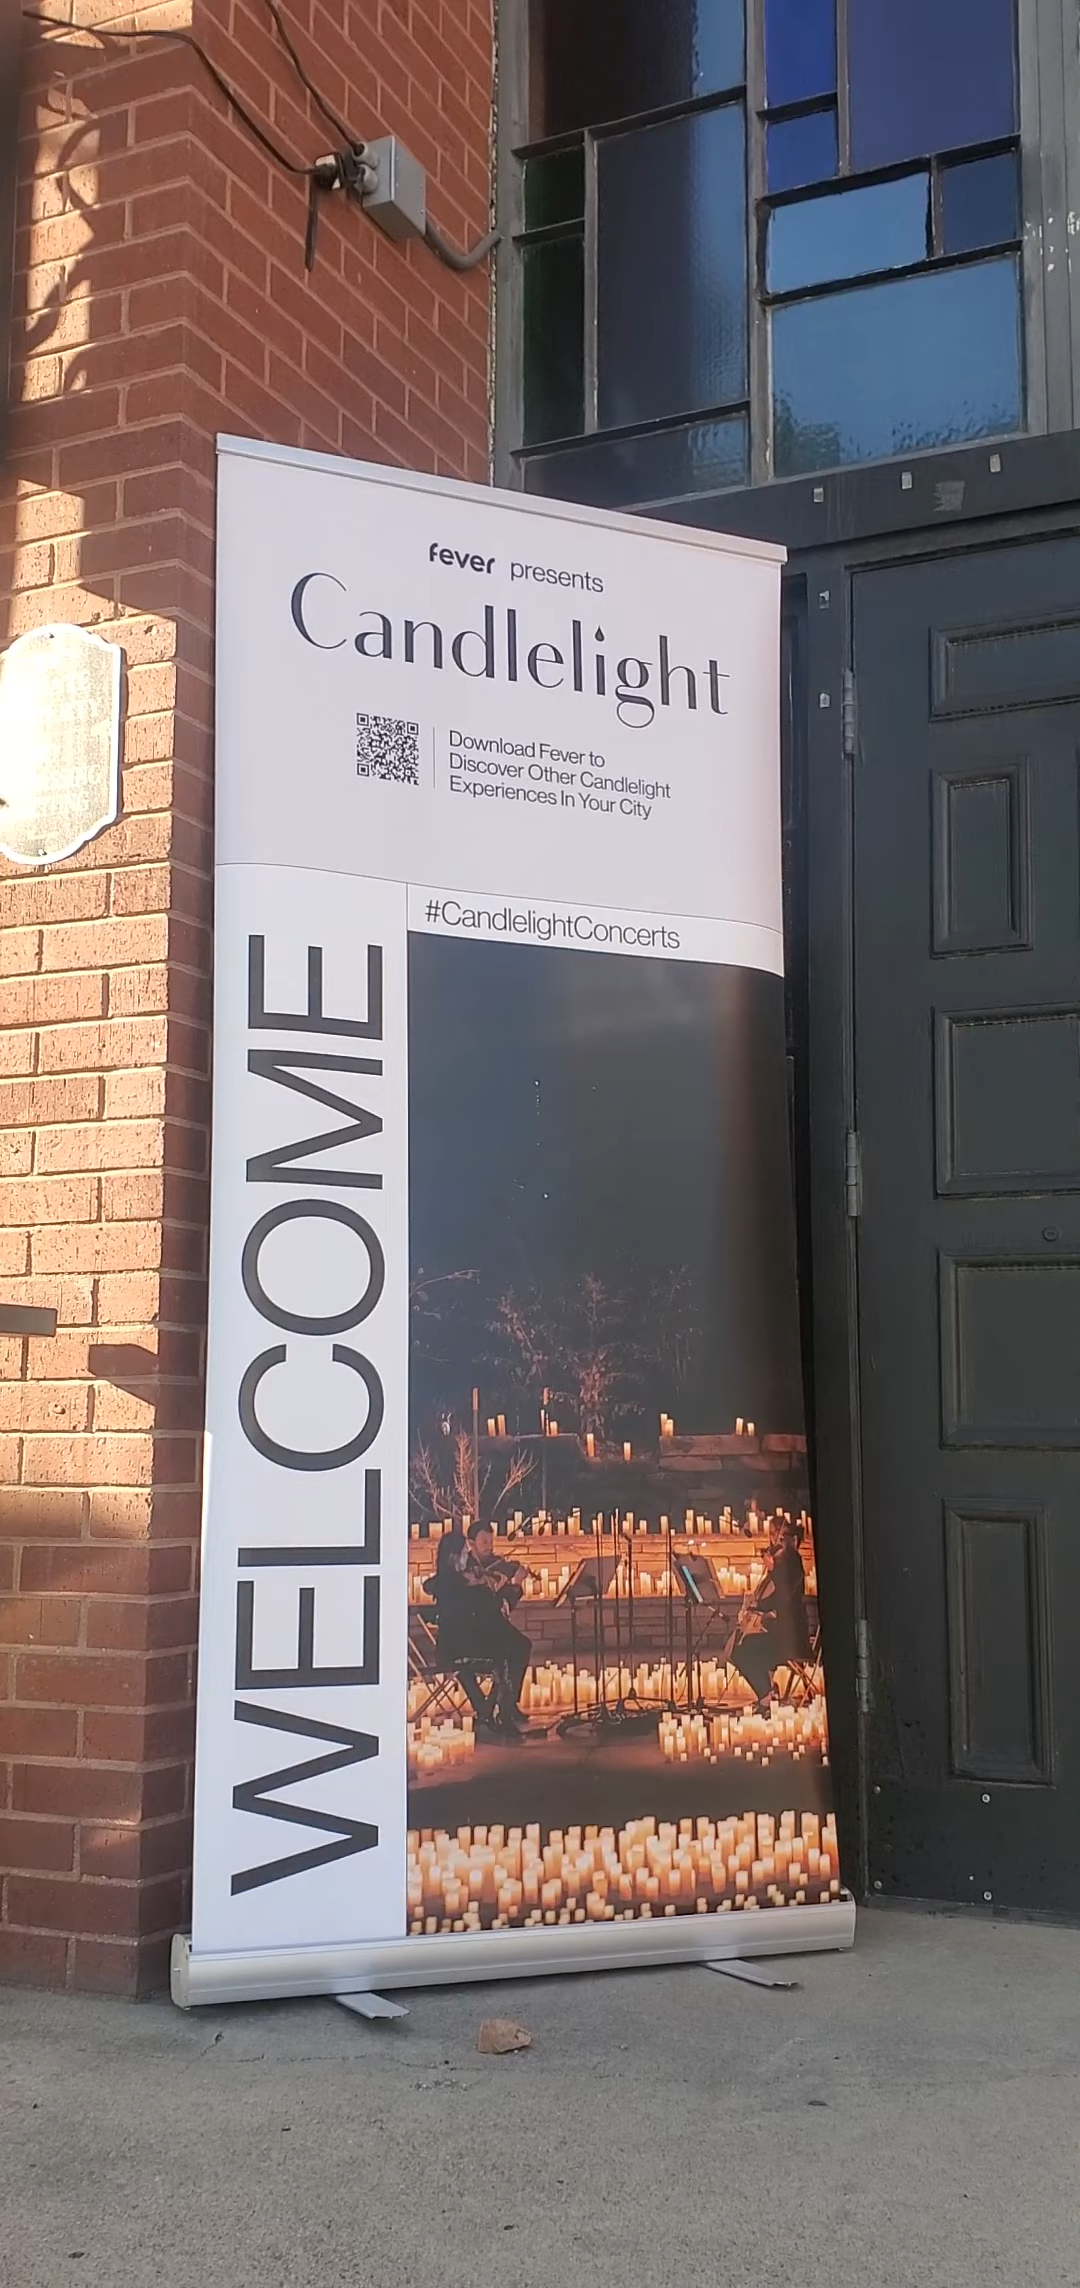 fever presents
Candlelight
Download Fever to
Discover Other Candlelight
Experiences In Your City
#CandlelightConcerts
WELCOME